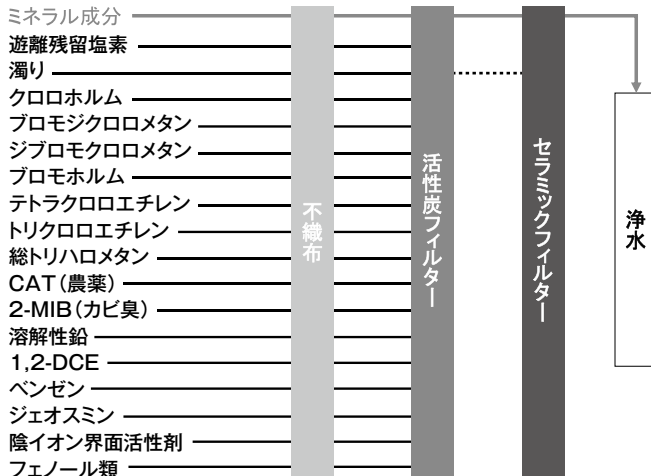 ミネラル成分
遊離残留塩素
濁り
クロロホルム
ブロモジクロロメタン
ジブロモクロロメタン
ブロモホルム
テトラクロロエチレン
トリクロロエチレン
総トリハロメタン
CAT（農薬）
2-MIB（カビ臭）
溶解性鉛
1,2-DCE
ベンゼン
ジェオスミン
陰イオン界面活性剤
フェノール類
不織布
活性炭フィルター
セラミックフィルター
浄水